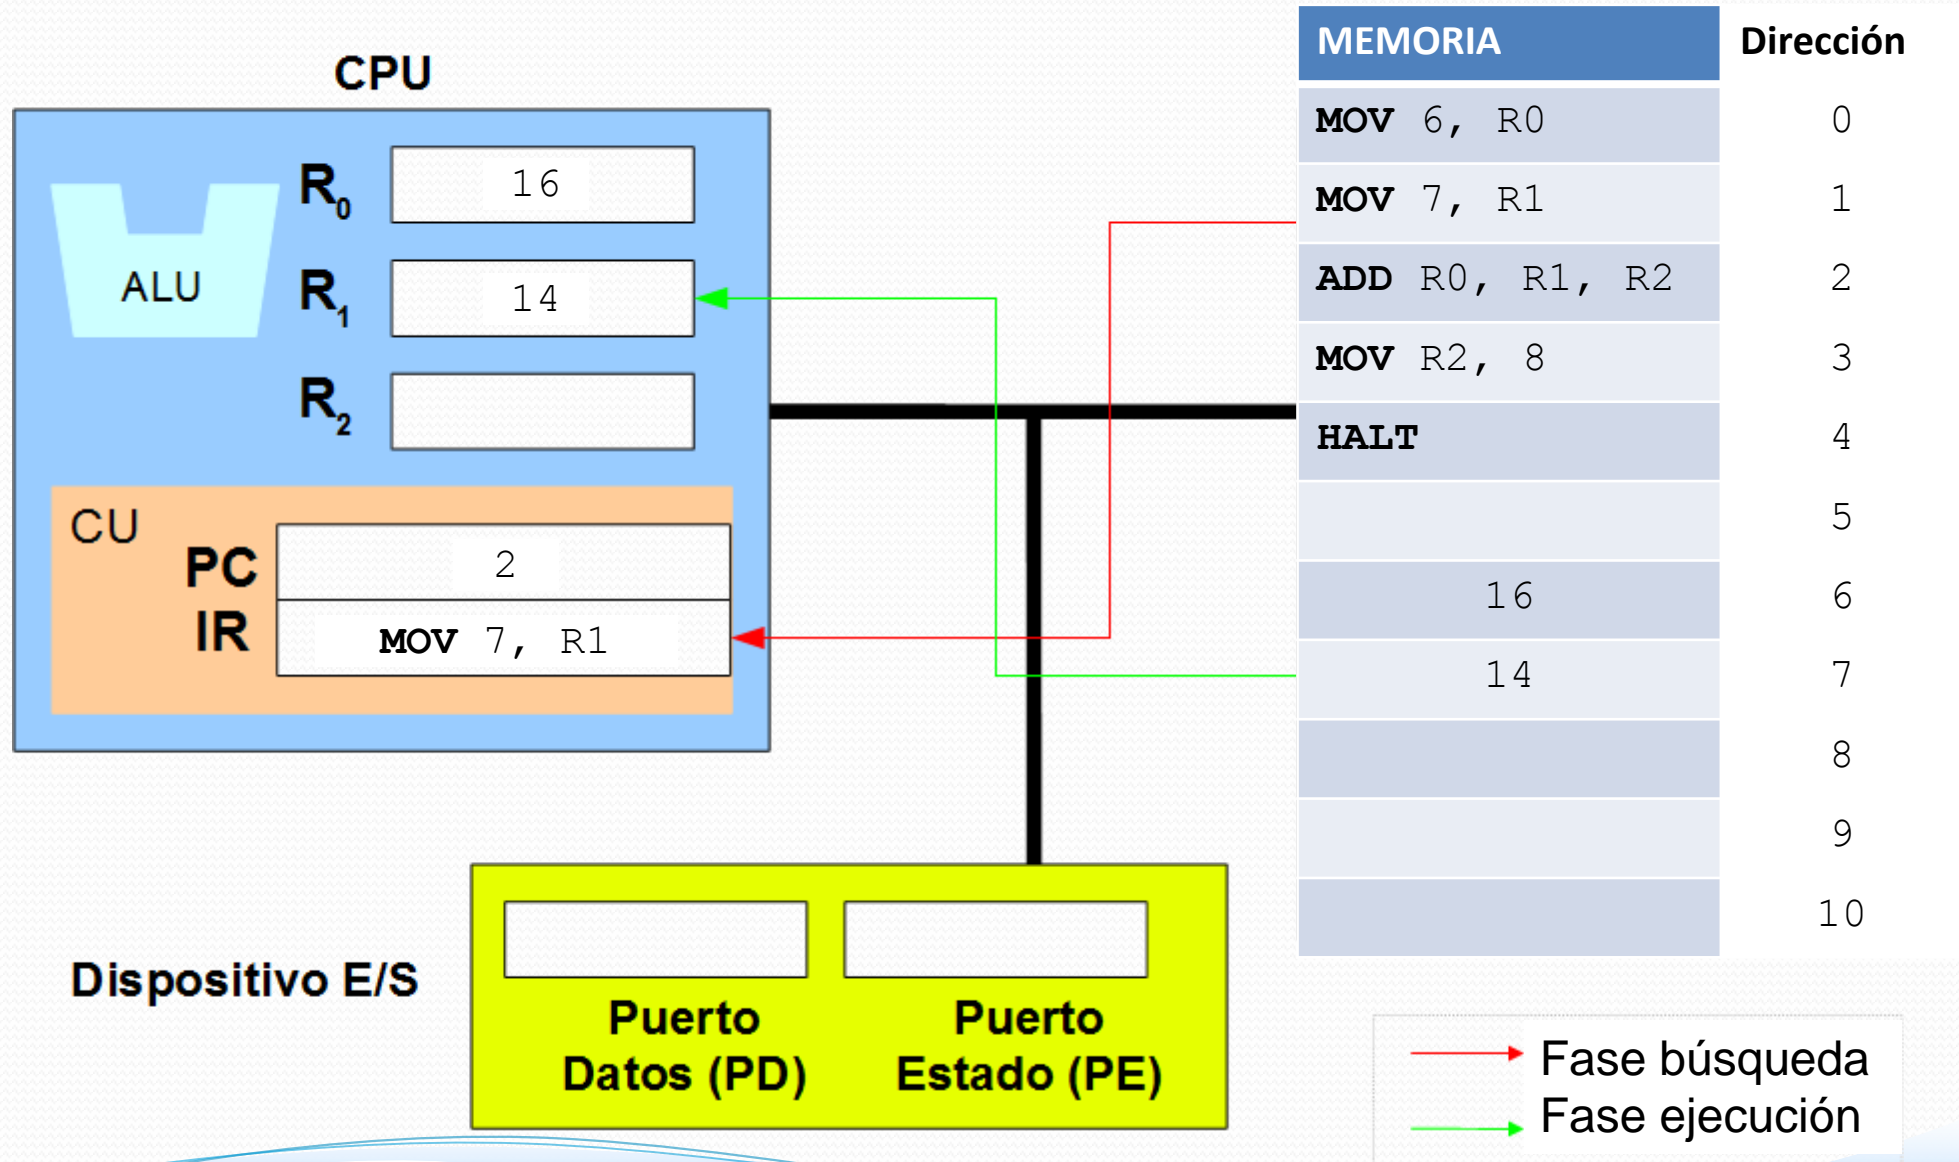 CPU
R0 16
ALU
R1 14
R2
CU
PC 2
IR MOV 7, R1
MEMORIA Dirección
MOV 6, R0 0
MOV 7, R1 1
ADD R0, R1, R2 2
MOV R2, 8 3
HALT 4
5
16 6
14 7
8
9
10
Dispositivo E/S
Puerto
Datos (PD)
Puerto
Estado (PE)
Fase búsqueda
Fase ejecución